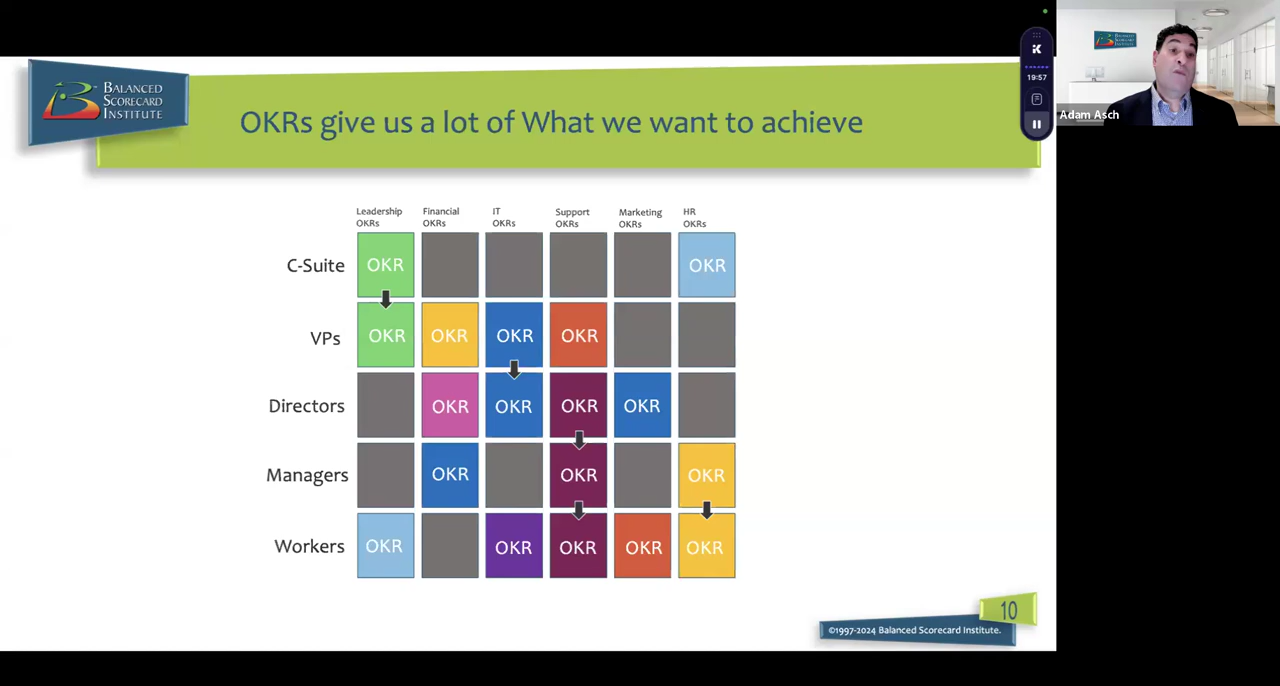 BALANCED
SCORECARD
INSTITUTE
OKRs give us a lot of What we want to achieve
19:57
BALANCED
SCORECARD
INSTITUTE
Adam Asch
Leadership OKRs
Financial OKRs
IT OKRs
Support OKRs
Marketing OKRs
HR OKRs
C-Suite OKR OKR
VPs OKR OKR OKR OKR
Directors OKR OKR OKR OKR
Managers OKR OKR OKR
Workers OKR OKR OKR OKR OKR
10
©1997-2024 Balanced Scorecard Institute.